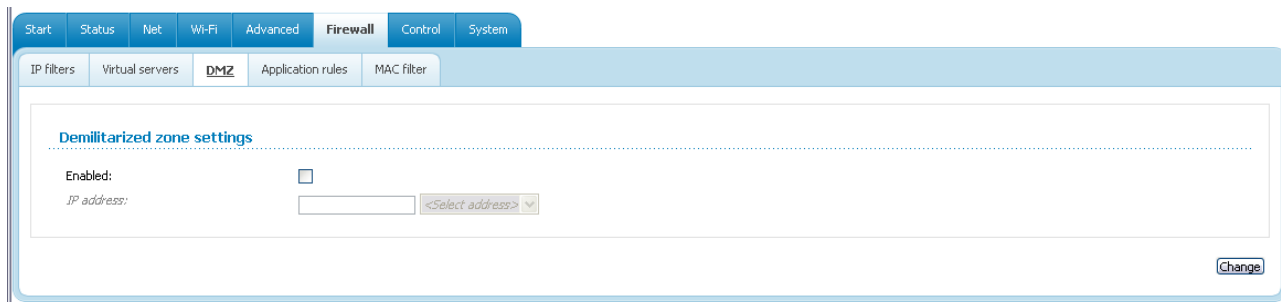 Start Status Net Wi-Fi Advanced Firewall Control System
IP filters Virtual servers DMZ Application rules MAC filter
Demilitarized zone settings
Enabled:
IP address: <Select address>
Change